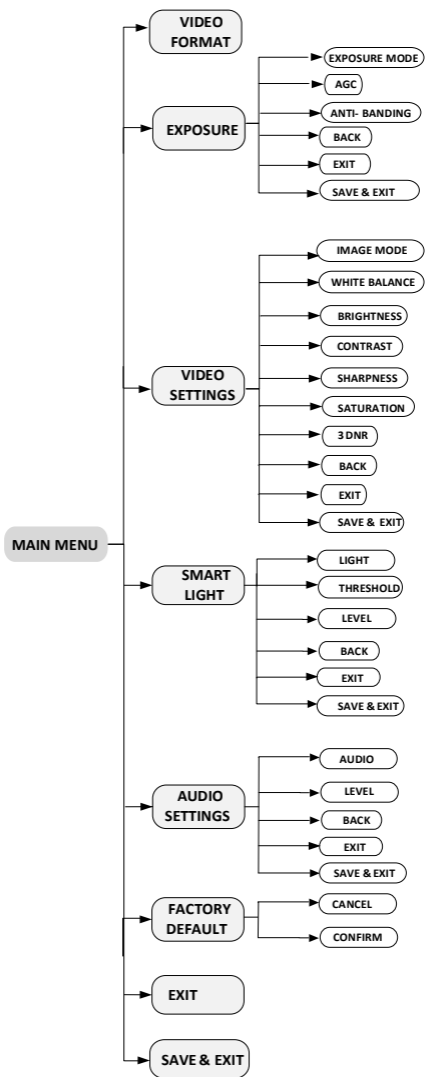 MAIN MENU
VIDEO
FORMAT
EXPOSURE
EXPOSURE MODE
AGC
ANTI- BANDING
BACK
EXIT
SAVE & EXIT
VIDEO
SETTINGS
IMAGE MODE
WHITE BALANCE
BRIGHTNESS
CONTRAST
SHARPNESS
SATURATION
3 DNR
BACK
EXIT
SAVE & EXIT
SMART
LIGHT
LIGHT
THRESHOLD
LEVEL
BACK
EXIT
SAVE & EXIT
AUDIO
SETTINGS
AUDIO
LEVEL
BACK
EXIT
SAVE & EXIT
FACTORY
DEFAULT
CANCEL
CONFIRM
EXIT
SAVE & EXIT